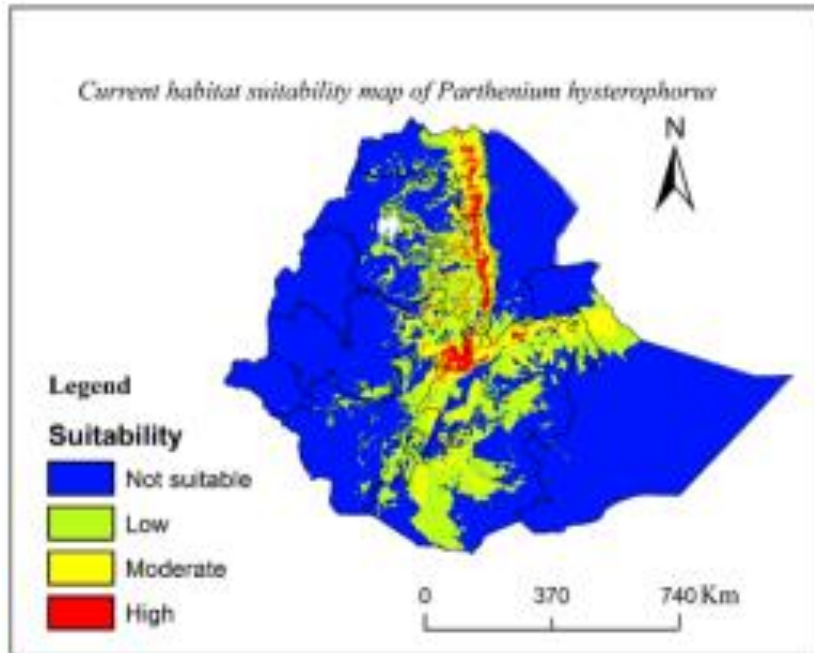 Current habitat suitability map of Parthenium hysterophorus
N
Legend
Suitability
Not suitable
Low
Moderate
High
0 370 740 Km